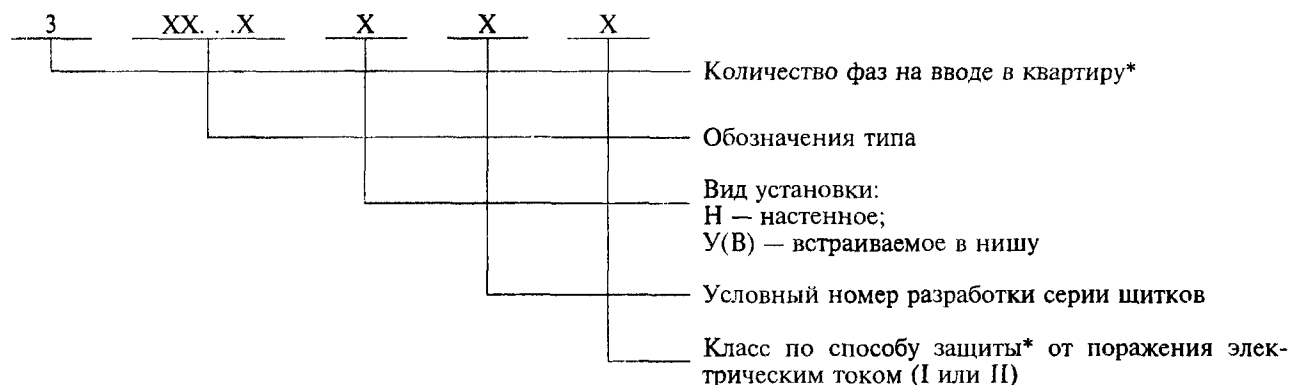 3 XX. . .X X X X
Количество фаз на вводе в квартиру*
Обозначения типа
Вид установки:
Н — настенное;
У(В) — встраиваемое в нишу
Условный номер разработки серии щитков
Класс по способу защиты* от поражения элек-
трическим током (I или II)